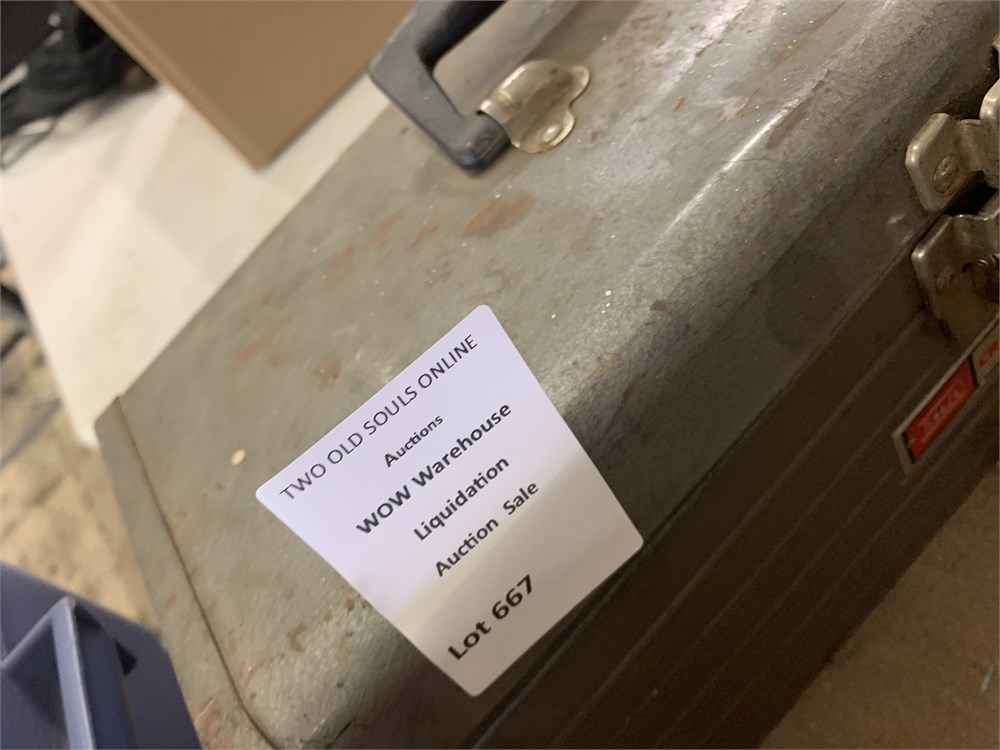 TWO OLD SOULS ONLINE
Auctions
WOW Warehouse
Liquidation
Auction Sale
Lot 667